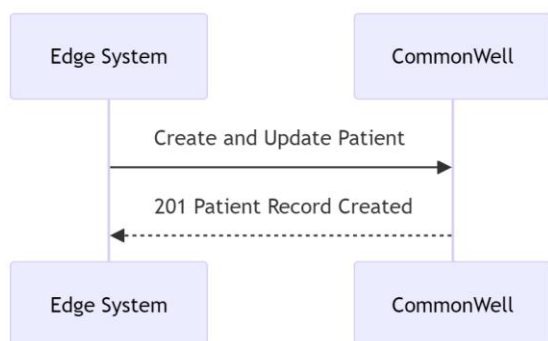 Edge System
CommonWell
Create and Update Patient
201 Patient Record Created
Edge System
CommonWell